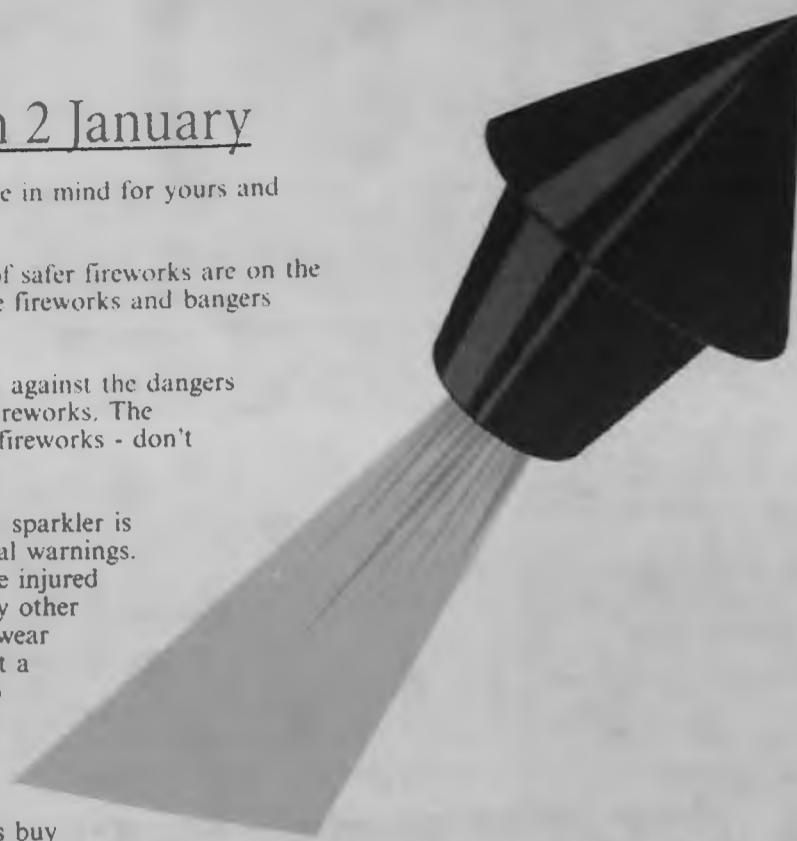 2 January
e in mind for yours and
of safer fireworks are on the
e fireworks and bangers
against the dangers
reworks. The
fireworks - don't
sparkler is
al warnings.
e injured
y other
wear
t a
s buy